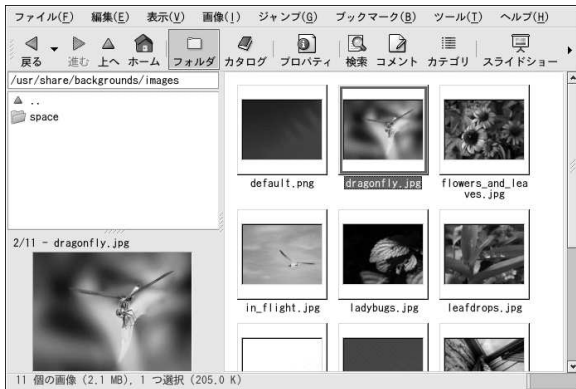 ファイル(F) 編集(E) 表示(V) 画像(I) ジャンプ(G) ブックマーク(B) ツール(T) ヘルプ(H)
戻る 進む 上へ ホーム フォルダ カタログ プロパティ 検索 コメント カテゴリ スライドショー
/usr/share/backgrounds/images
..
space
default.png dragonfly.jpg flowers_and_lea
ves.jpg
in_flight.jpg ladybugs.jpg leafdrops.jpg
2/11 - dragonfly.jpg
11 個の画像 (2.1 MB), 1 つ選択 (205.0 K)